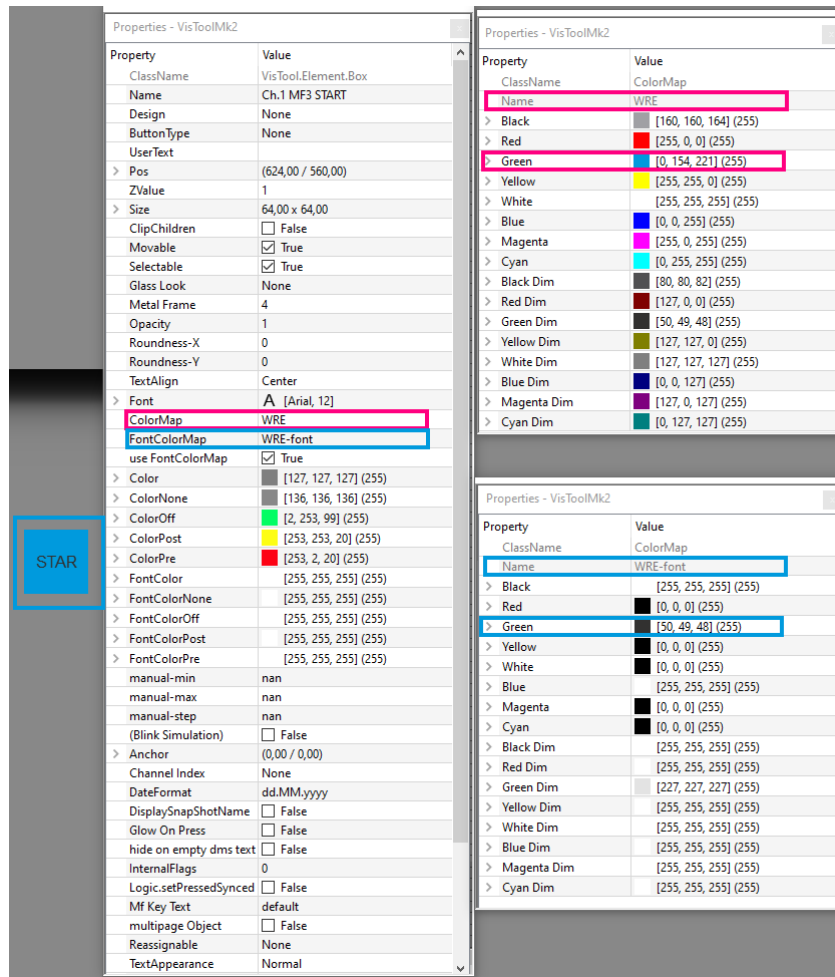 STAR
Properties - VisToolMk2
Property Value
ClassName VisTool.Element.Box
Name Ch.1 MF3 START
Design None
ButtonType None
UserText
Pos (624,00 / 560,00)
ZValue 1
Size 64,00 x 64,00
ClipChildren False
Movable True
Selectable True
Glass Look None
Metal Frame 4
Opacity 1
Roundness-X 0
Roundness-Y 0
TextAlign Center
Font A [Arial, 12]
ColorMap WRE
FontColorMap WRE-font
use FontColorMap True
Color [127, 127, 127] (255)
ColorNone [136, 136, 136] (255)
ColorOff [2, 253, 99] (255)
ColorPost [253, 253, 20] (255)
ColorPre [253, 2, 20] (255)
FontColor [255, 255, 255] (255)
FontColorNone [255, 255, 255] (255)
FontColorOff [255, 255, 255] (255)
FontColorPost [255, 255, 255] (255)
FontColorPre [255, 255, 255] (255)
manual-min nan
manual-max nan
manual-step nan
(Blink Simulation) False
Anchor (0,00 / 0,00)
Channel Index None
DateFormat dd.MM.yyyy
DisplaySnapShotName False
Glow On Press False
hide on empty dms text False
InternalFlags 0
Logic.setPressedSynced False
Mf Key Text default
multipage Object False
Reassignable None
TextAppearance Normal
Properties - VisToolMk2
Property Value
ClassName ColorMap
Name WRE
Black [160, 160, 164] (255)
Red [255, 0, 0] (255)
Green [0, 154, 221] (255)
Yellow [255, 255, 0] (255)
White [255, 255, 255] (255)
Blue [0, 0, 255] (255)
Magenta [255, 0, 255] (255)
Cyan [0, 255, 255] (255)
Black Dim [80, 80, 82] (255)
Red Dim [127, 0, 0] (255)
Green Dim [50, 49, 48] (255)
Yellow Dim [127, 127, 0] (255)
White Dim [127, 127, 127] (255)
Blue Dim [0, 0, 127] (255)
Magenta Dim [127, 0, 127] (255)
Cyan Dim [0, 127, 127] (255)
Properties - VisToolMk2
Property Value
ClassName ColorMap
Name WRE-font
Black [255, 255, 255] (255)
Red [0, 0, 0] (255)
Green [50, 49, 48] (255)
Yellow [0, 0, 0] (255)
White [0, 0, 0] (255)
Blue [255, 255, 255] (255)
Magenta [0, 0, 0] (255)
Cyan [0, 0, 0] (255)
Black Dim [255, 255, 255] (255)
Red Dim [255, 255, 255] (255)
Green Dim [227, 227, 227] (255)
Yellow Dim [255, 255, 255] (255)
White Dim [255, 255, 255] (255)
Blue Dim [255, 255, 255] (255)
Magenta Dim [255, 255, 255] (255)
Cyan Dim [255, 255, 255] (255)